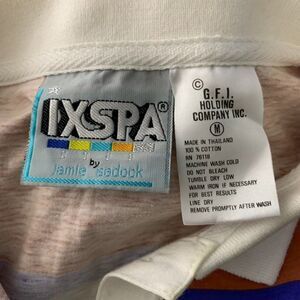 IXSPA®
by
jamie sadock
©
G.F.I.
HOLDING
COMPANY INC.
M
MADE IN THAILAND
100 % COTTON
RN 78118
MACHINE WASH COLD
DO NOT BLEACH
TUMBLE DRY LOW
WARM IRON IF NECESSARY
FOR BEST RESULTS
LINE DRY
REMOVE PROMPTLY AFTER WASH